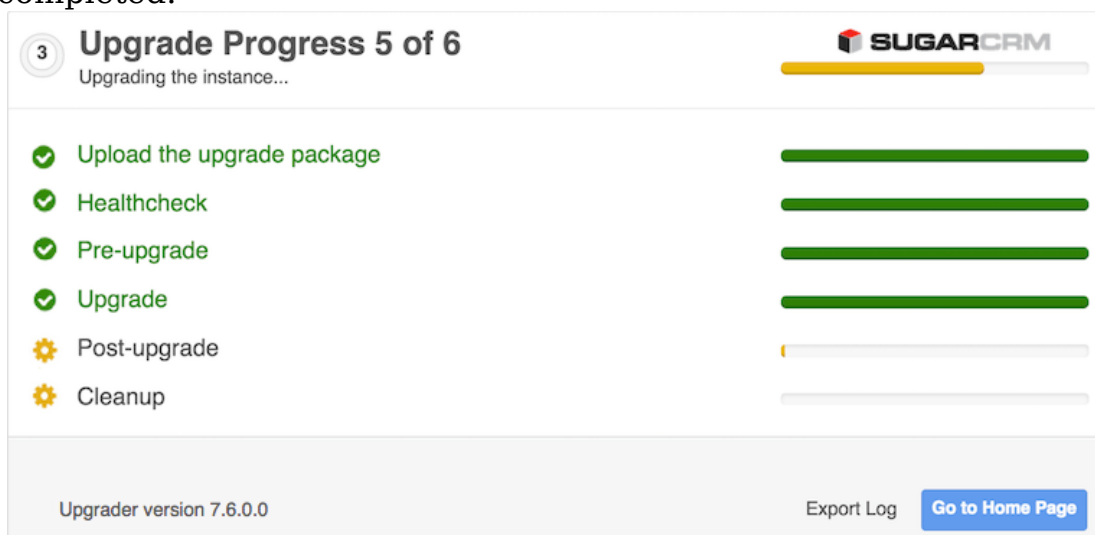 completed.
3
Upgrade Progress 5 of 6
Upgrading the instance...
SUGARCRM
Upload the upgrade package
Healthcheck
Pre-upgrade
Upgrade
Post-upgrade
Cleanup
Upgrader version 7.6.0.0
Export Log
Go to Home Page